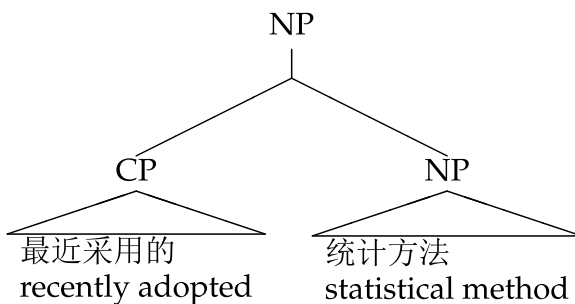 NP
CP NP
最近采用的 统计方法
recently adopted statistical method